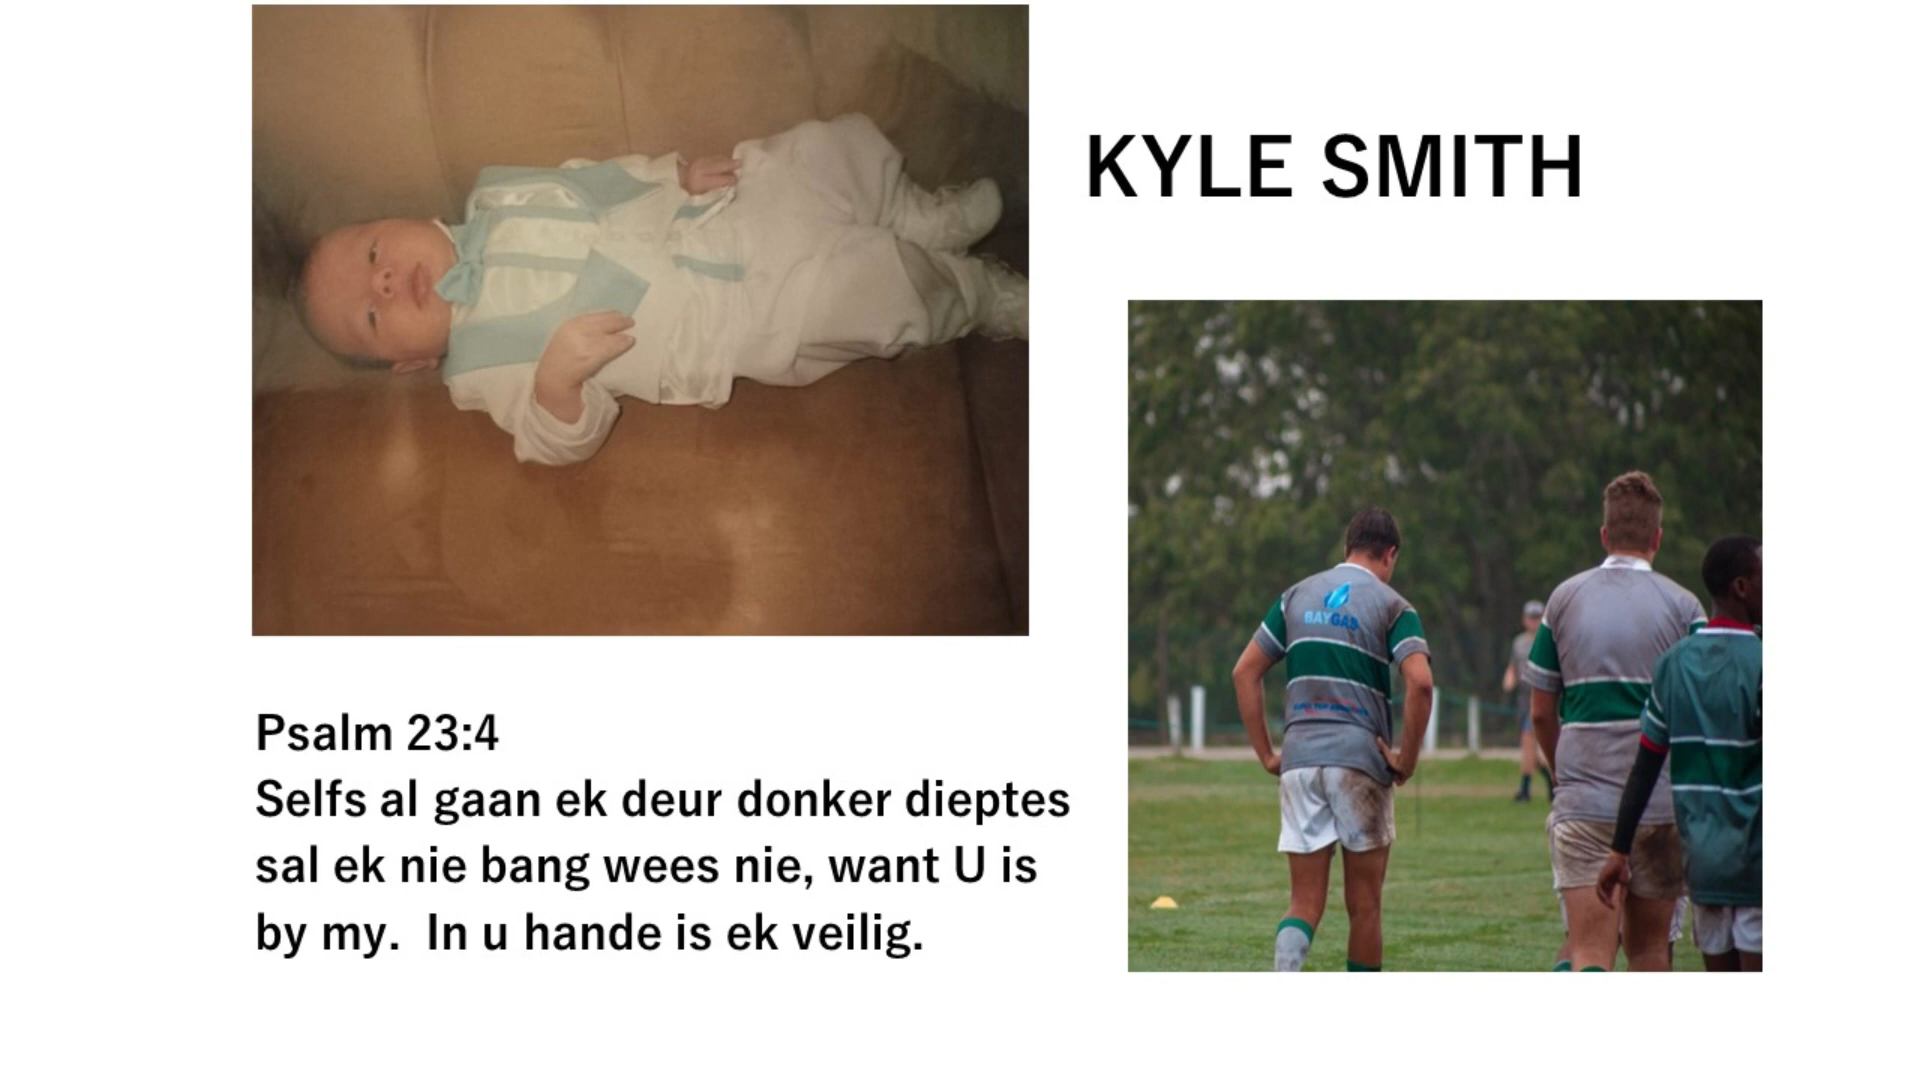 KYLE SMITH
BAYGAS
Psalm 23:4
Selfs al gaan ek deur donker dieptes
sal ek nie bang wees nie, want U is
by my.  In u hande is ek veilig.